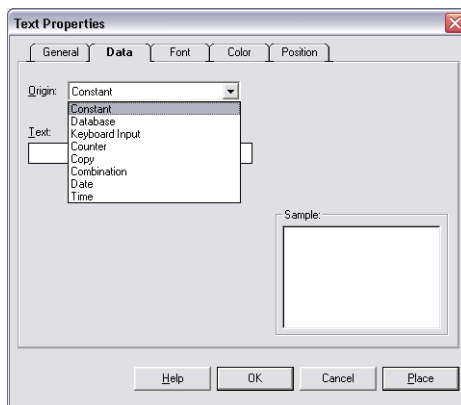 Text Properties
General Data Font Color Position
Origin: Constant
Constant
Database
Text: Keyboard Input
Counter
Copy
Combination
Date
Time
Sample:
Help OK Cancel Place